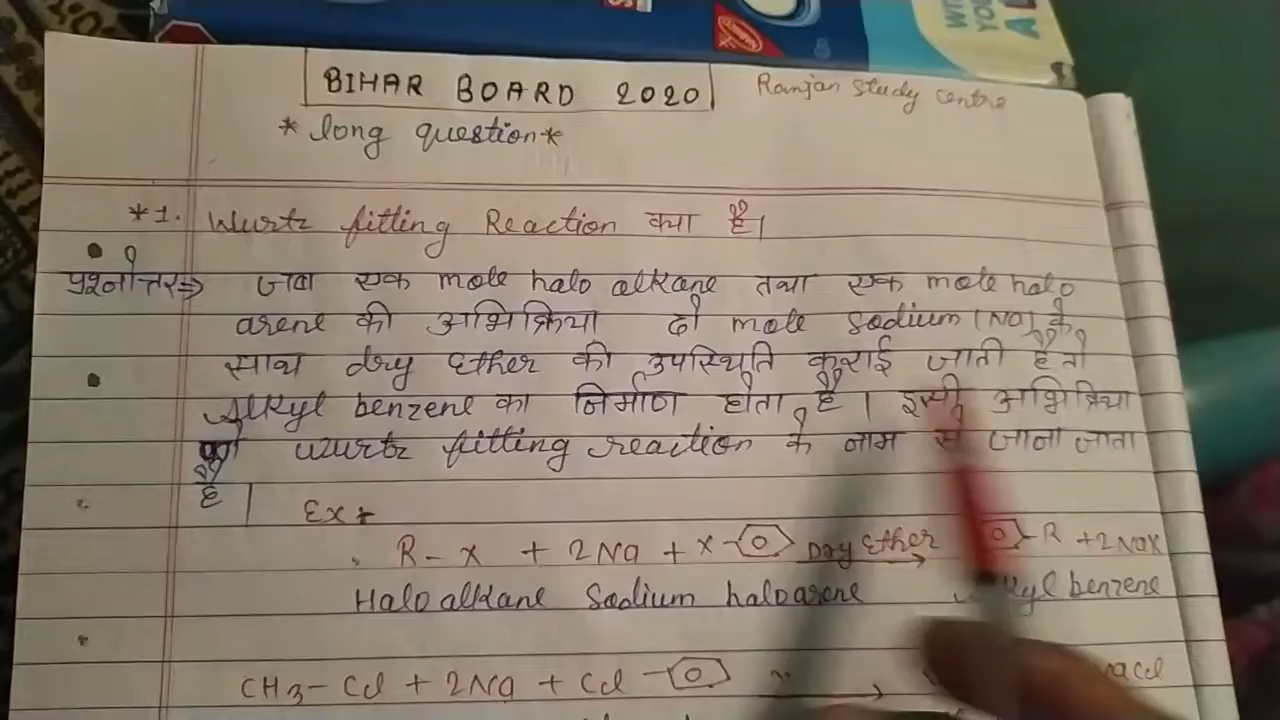 BIHAR BOARD 2020
Ranjan Study centre
* long question *
*1. Wurtz fitting Reaction क्या है।
प्रश्नोत्तर⇒ जब एक mole halo alkane तथा एक mole halo
arene की अभिक्रिया दो mole sodium (Na) के
साथ dry Ether की उपस्थिति कराई जाती है तो
Alkyl benzene का निर्माण होता है। इसी अभिक्रिया
को wurtz fitting reaction के नाम से जाना जाता
है।
Ex
R - X + 2Na + X - Dry Ether → - R + 2NaX
Haloalkane Sodium haloarene benzene
CH3 - Cl + 2Na + Cl - →